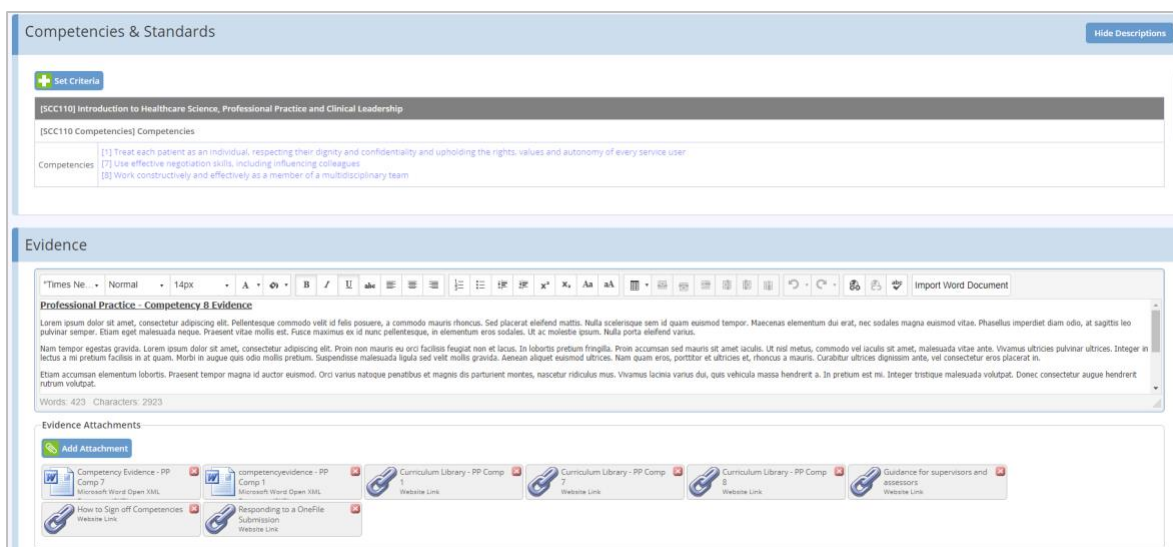 Competencies & Standards
Hide Descriptions
Set Criteria
[SCC110] Introduction to Healthcare Science, Professional Practice and Clinical Leadership
[SCC110 Competencies] Competencies
Competencies
[1] Treat each patient as an individual, respecting their dignity and confidentiality and upholding the rights, values and autonomy of every service user
[7] Use effective negotiation skills, including influencing colleagues
[8] Work constructively and effectively as a member of a multidisciplinary team
Evidence
"Times Ne... Normal 14px A B I U abc x² Xₐ Aa aA Import Word Document
Professional Practice - Competency 8 Evidence
Lorem ipsum dolor sit amet, consectetur adipiscing elit. Pellentesque commodo velit id felis posuere, a commodo mauris rhoncus. Sed placerat eleifend mattis. Nulla scelerisque sem id quam euismod tempor. Maecenas elementum dui erat, nec sodales magna euismod vitae. Phasellus imperdiet diam odio, at sagittis leo
pulvinar semper. Etiam eget malesuada neque. Praesent vitae mollis est. Fusce maximus ex id nunc pellentesque, in elementum eros sodales. Ut ac molestie ipsum. Nulla porta eleifend varius.
Nam tempor egestas gravida. Lorem ipsum dolor sit amet, consectetur adipiscing elit. Proin non mauris eu orci facilisis feugiat non et lacus. In lobortis pretium fringilla. Proin accumsan sed mauris sit amet iaculis. Ut nisl metus, commodo vel iaculis sit amet, malesuada vitae ante. Vivamus ultricies pulvinar ultrices. Integer in
lectus a mi pretium facilisis in at quam. Morbi in augue quis odio mollis pretium. Suspendisse malesuada ligula sed velit mollis gravida. Aenean aliquet euismod ultrices. Nam quam eros, porttitor et ultricies et, rhoncus a mauris. Curabitur ultrices dignissim ante, vel consectetur eros placerat in.
Etiam accumsan elementum lobortis. Praesent tempor magna id auctor euismod. Orci varius natoque penatibus et magnis dis parturient montes, nascetur ridiculus mus. Vivamus lacinia varius dui, quis vehicula massa hendrerit a. In pretium est mi. Integer tristique malesuada volutpat. Donec consectetur augue hendrerit
rutrum volutpat.
Words: 423 Characters: 2923
Evidence Attachments
Add Attachment
Competency Evidence - PP
Comp 7
Microsoft Word Open XML
competencyevidence - PP
Comp 1
Microsoft Word Open XML
Curriculum Library - PP Comp
1
Website Link
Curriculum Library - PP Comp
7
Website Link
Curriculum Library - PP Comp
8
Website Link
Guidance for supervisors and
assessors
Website Link
How to Sign off Competencies
Website Link
Responding to a OneFile
Submission
Website Link